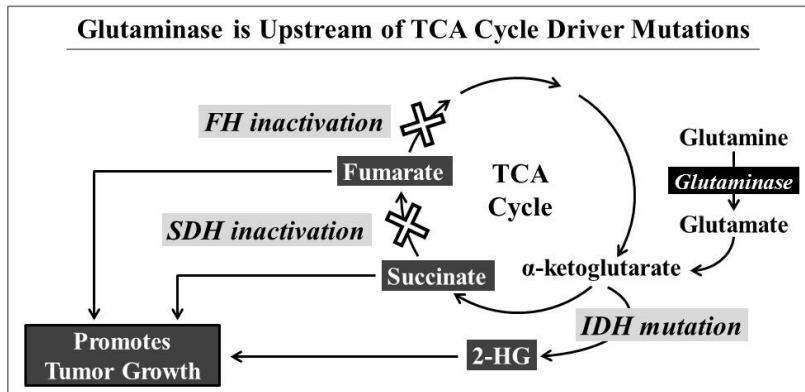 Glutaminase is Upstream of TCA Cycle Driver Mutations
FH inactivation
Fumarate
TCA
Cycle
Glutamine
Glutaminase
Glutamate
SDH inactivation
Succinate
α-ketoglutarate
IDH mutation
2-HG
Promotes
Tumor Growth